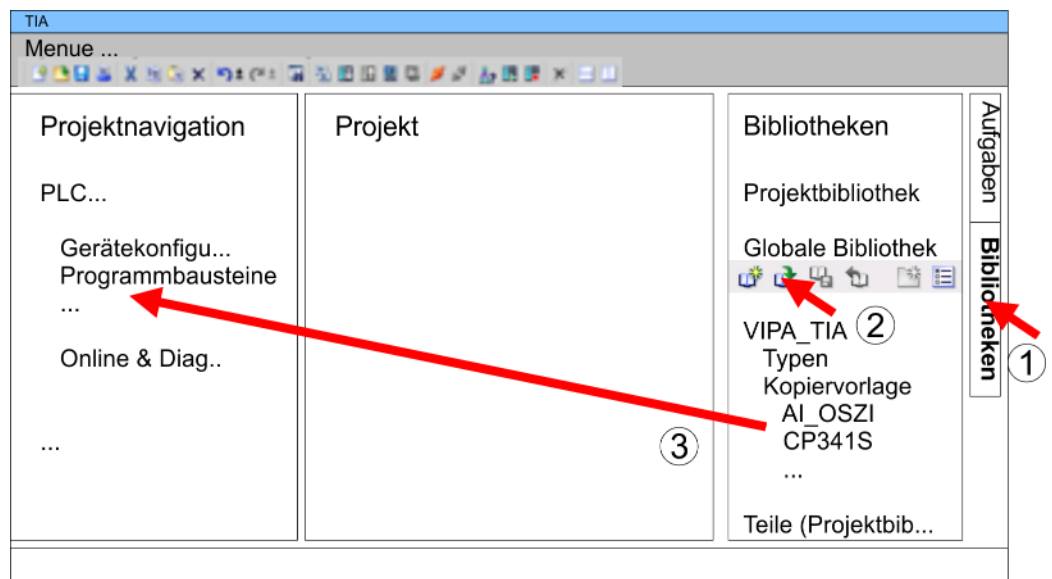 TIA
Menue ...
Projektnavigation
PLC...
Gerätekonfigu...
Programmbausteine
...
Online & Diag..
...
Projekt
③
Bibliotheken
Projektbibliothek
Globale Bibliothek
②
VIPA_TIA
Typen
Kopiervorlage
AI_OSZI
CP341S
...
Teile (Projektbib...
Aufgaben
Bibliotheken
①